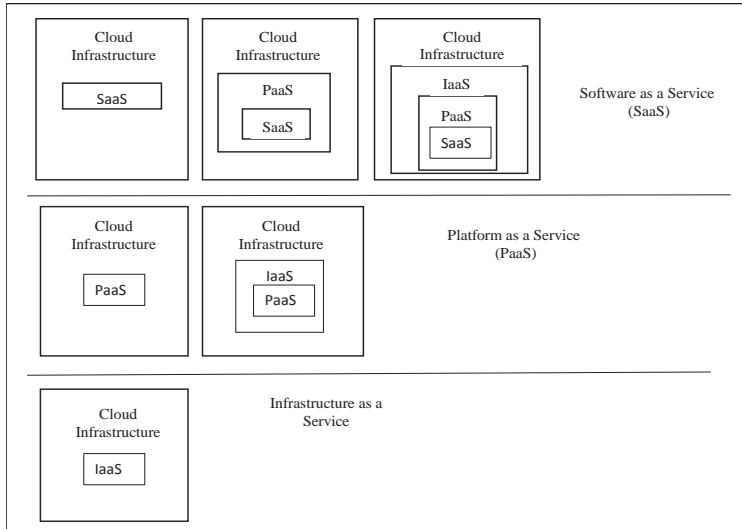 Cloud
Infrastructure
SaaS
Cloud
Infrastructure
PaaS
SaaS
Cloud
Infrastructure
IaaS
PaaS
SaaS
Software as a Service
(SaaS)
Cloud
Infrastructure
PaaS
Cloud
Infrastructure
IaaS
PaaS
Platform as a Service
(PaaS)
Cloud
Infrastructure
IaaS
Infrastructure as a
Service